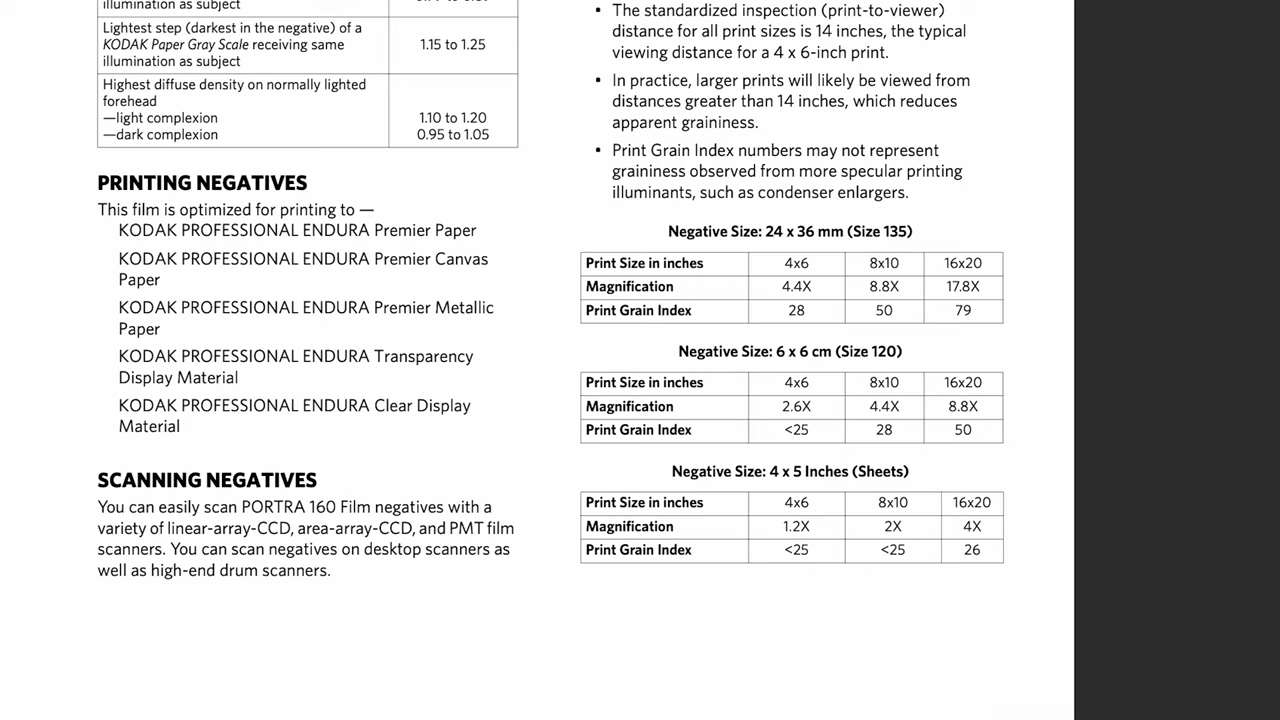 illumination as subject
Lightest step (darkest in the negative) of a
KODAK Paper Gray Scale receiving same
illumination as subject
1.15 to 1.25
Highest diffuse density on normally lighted
forehead
—light complexion 1.10 to 1.20
—dark complexion 0.95 to 1.05
PRINTING NEGATIVES
This film is optimized for printing to —
KODAK PROFESSIONAL ENDURA Premier Paper
KODAK PROFESSIONAL ENDURA Premier Canvas
Paper
KODAK PROFESSIONAL ENDURA Premier Metallic
Paper
KODAK PROFESSIONAL ENDURA Transparency
Display Material
KODAK PROFESSIONAL ENDURA Clear Display
Material
SCANNING NEGATIVES
You can easily scan PORTRA 160 Film negatives with a
variety of linear-array-CCD, area-array-CCD, and PMT film
scanners. You can scan negatives on desktop scanners as
well as high-end drum scanners.
• The standardized inspection (print-to-viewer)
distance for all print sizes is 14 inches, the typical
viewing distance for a 4 x 6-inch print.
• In practice, larger prints will likely be viewed from
distances greater than 14 inches, which reduces
apparent graininess.
• Print Grain Index numbers may not represent
graininess observed from more specular printing
illuminants, such as condenser enlargers.
Negative Size: 24 x 36 mm (Size 135)
Print Size in inches 4x6 8x10 16x20
Magnification 4.4X 8.8X 17.8X
Print Grain Index 28 50 79
Negative Size: 6 x 6 cm (Size 120)
Print Size in inches 4x6 8x10 16x20
Magnification 2.6X 4.4X 8.8X
Print Grain Index <25 28 50
Negative Size: 4 x 5 Inches (Sheets)
Print Size in inches 4x6 8x10 16x20
Magnification 1.2X 2X 4X
Print Grain Index <25 <25 26